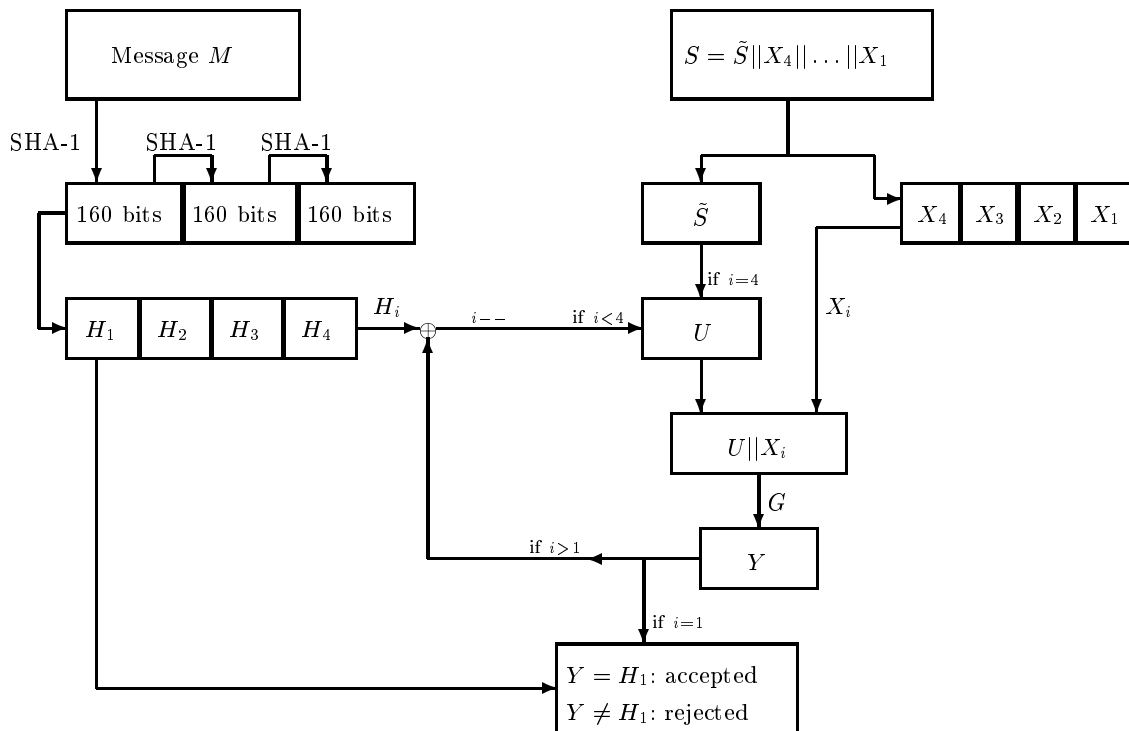 Message M
S = S̃||X₄|| . . . ||X₁
SHA-1
SHA-1
SHA-1
160 bits
160 bits
160 bits
S̃
X₄
X₃
X₂
X₁
if i=4
H₁
H₂
H₃
H₄
Hᵢ
⊕
i−−
if i<4
U
Xᵢ
U||Xᵢ
G
if i>1
Y
if i=1
Y = H₁: accepted
Y ≠ H₁: rejected